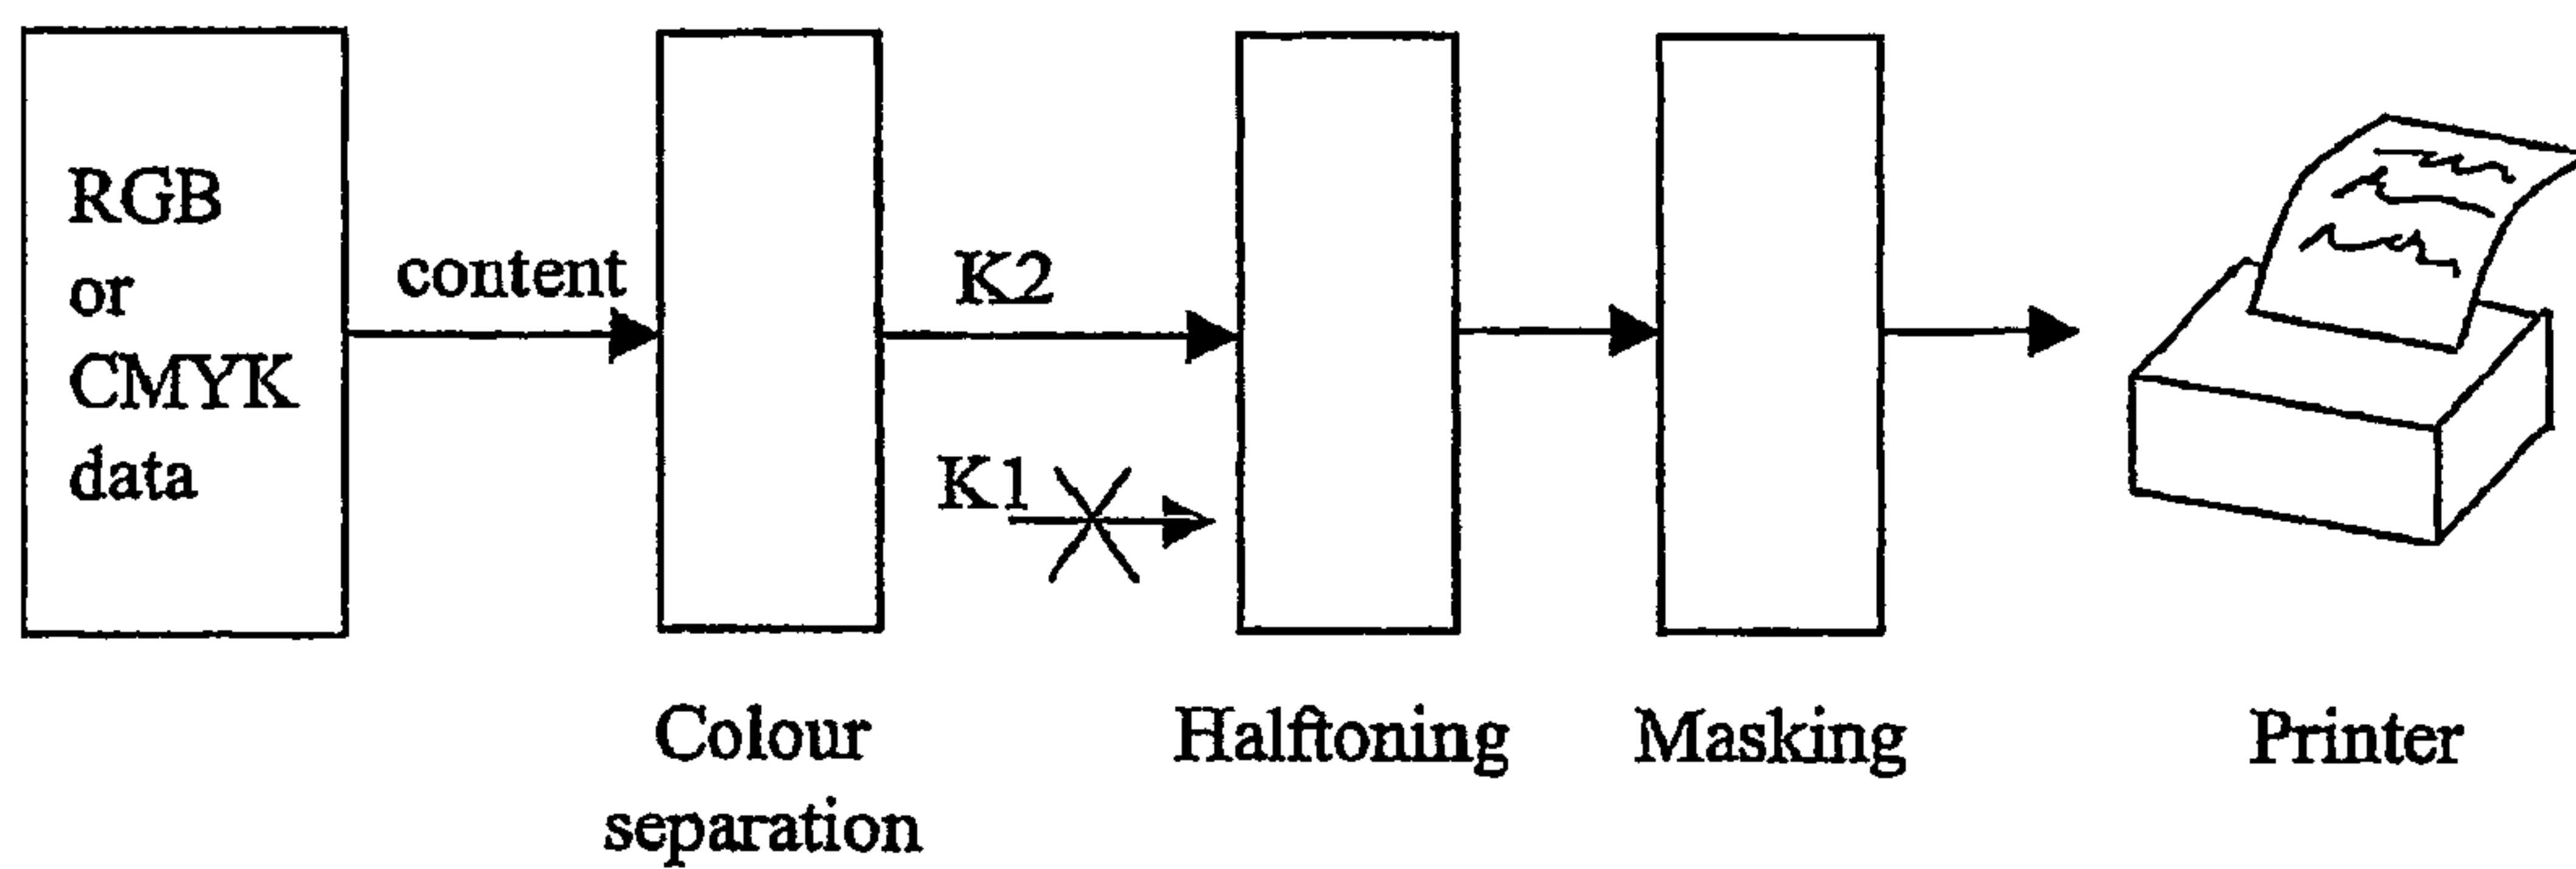 RGB
or
CMYK
data
content
K2
K1
Colour
separation
Halftoning
Masking
Printer